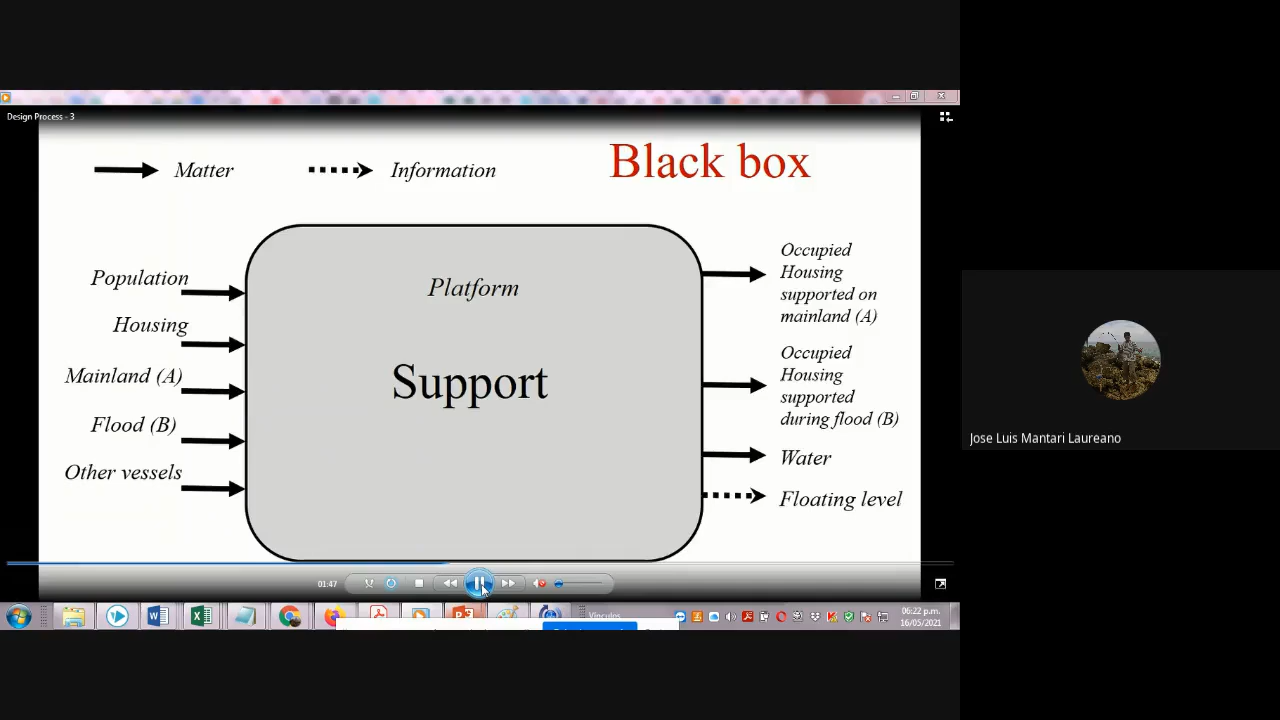 Design Process - 3
Matter
Information
Black box
Population
Housing
Mainland (A)
Flood (B)
Other vessels
Platform
Support
Occupied
Housing
supported on
mainland (A)
Occupied
Housing
supported
during flood (B)
Water
Floating level
Jose Luis Mantari Laureano
01:47
Vínculos
06:22 p.m.
16/05/2021